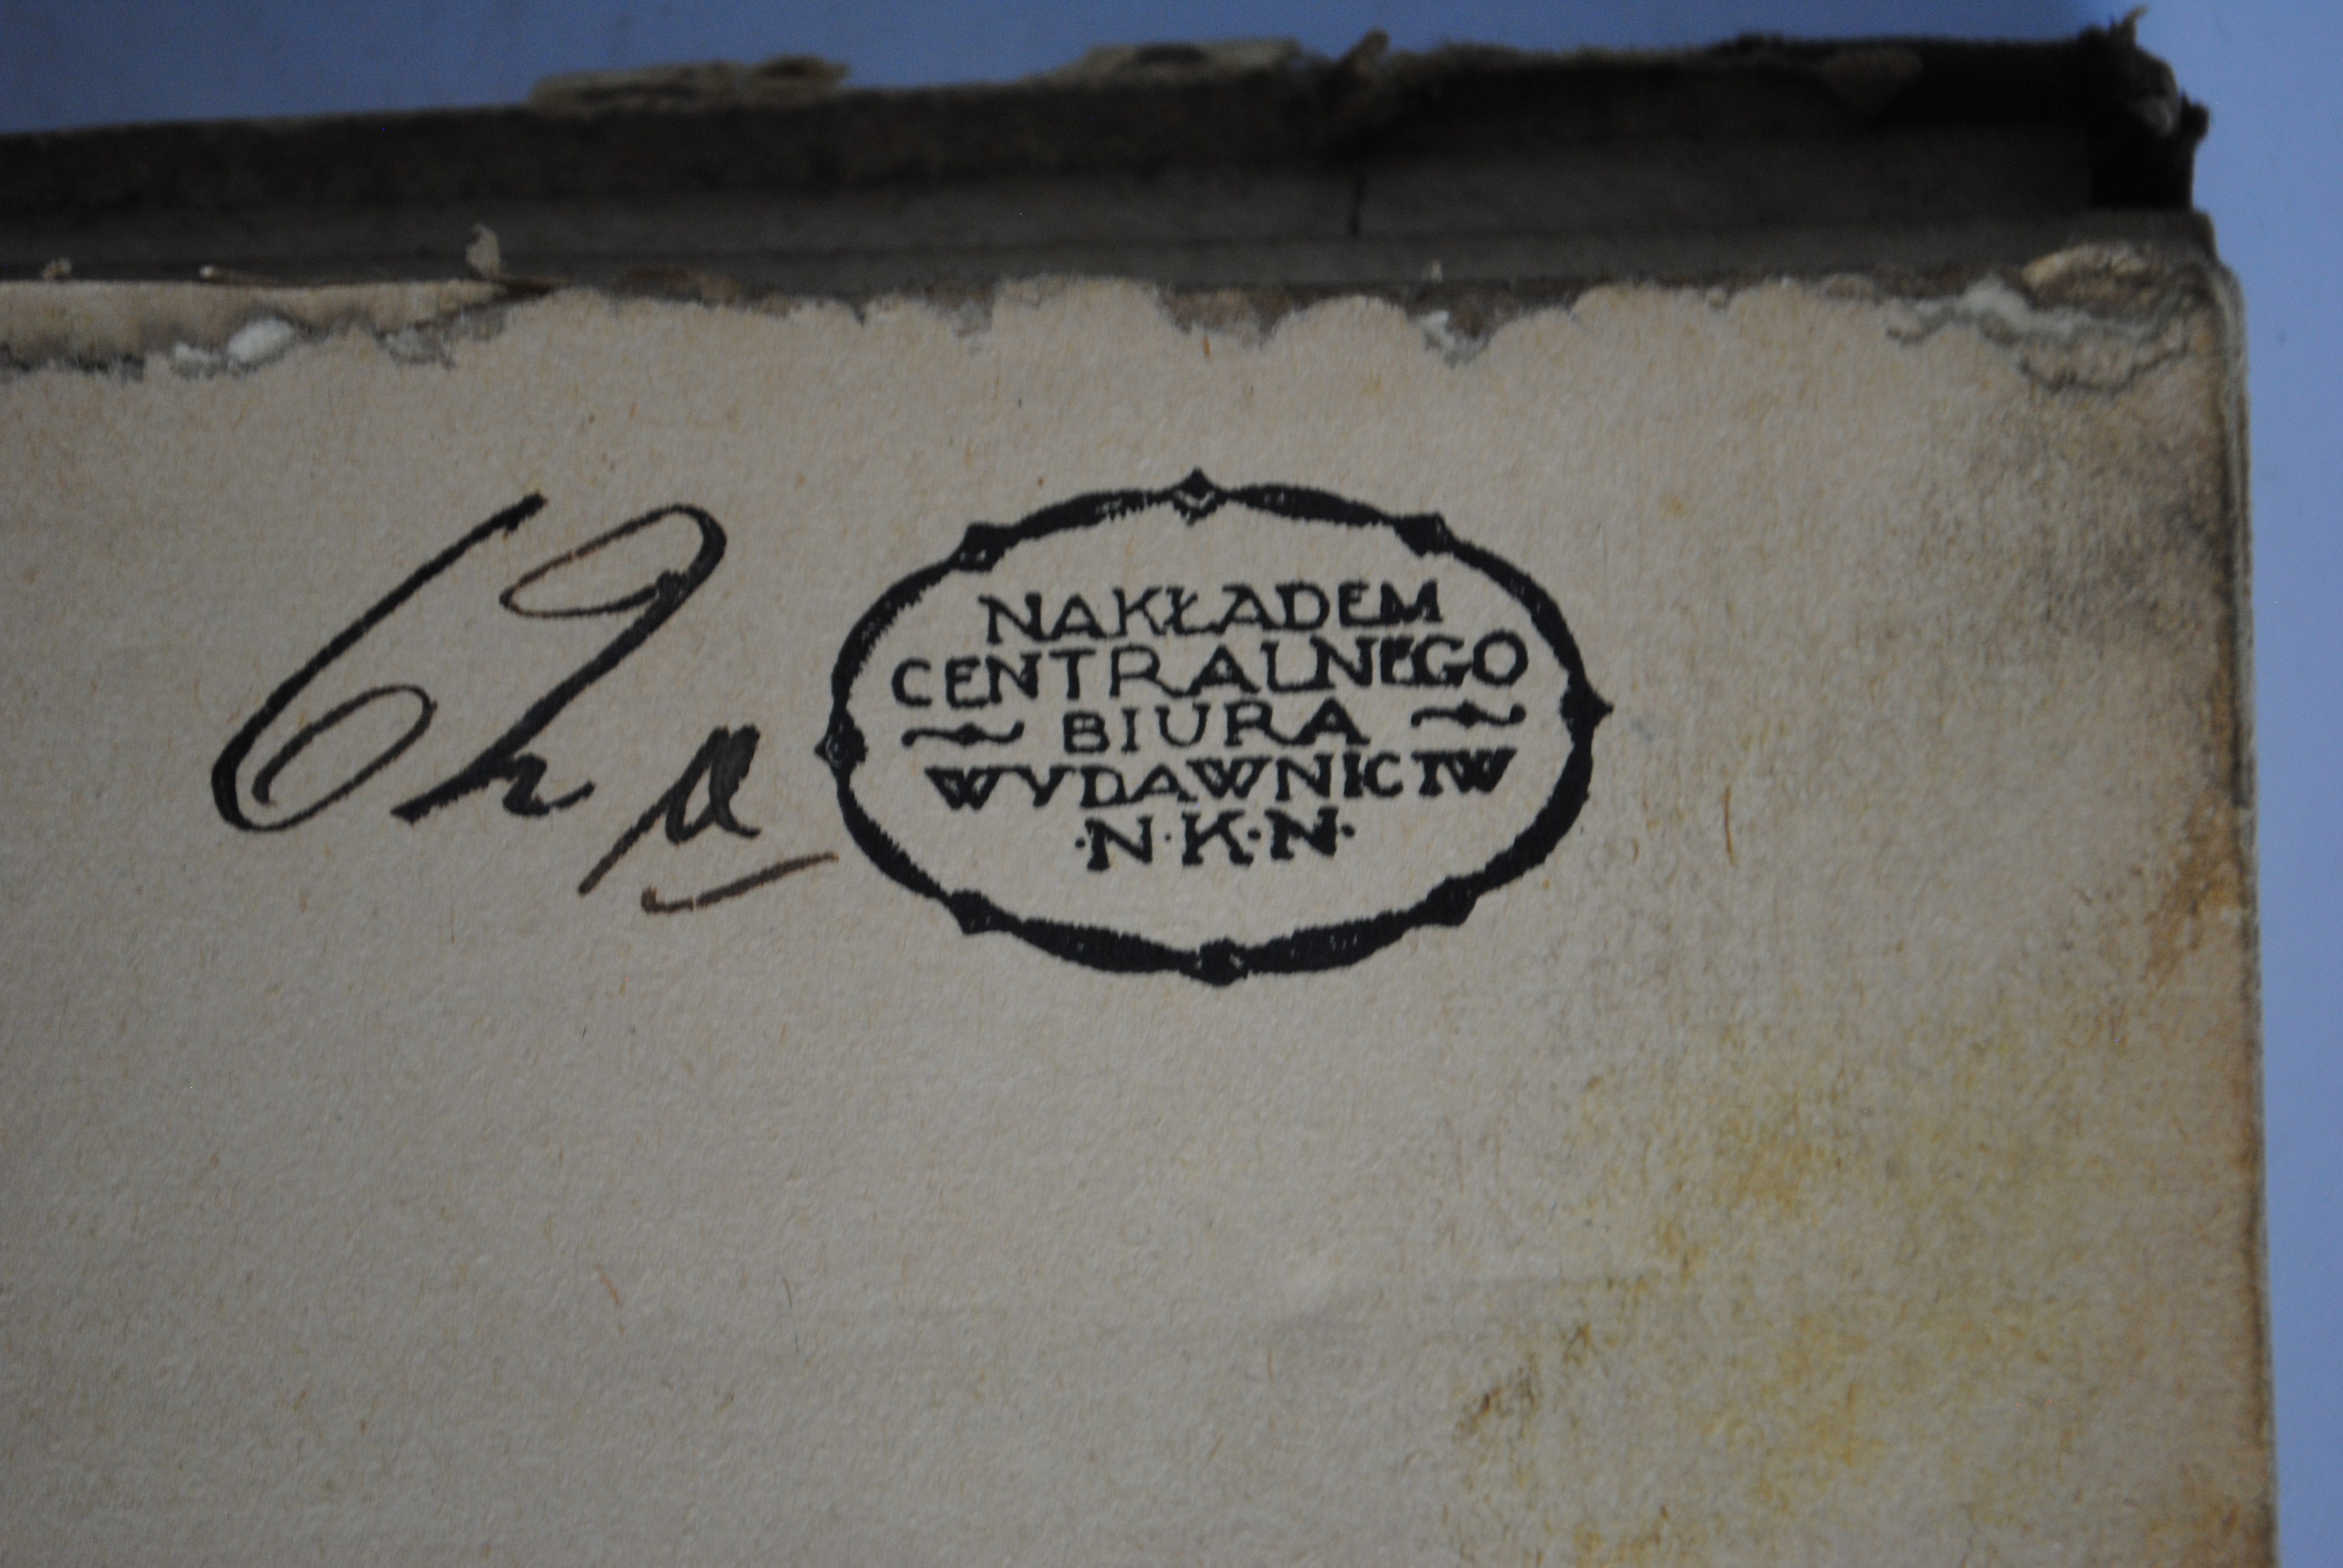 NAKŁADEM
CENTRALNEGO
BIURA
WYDAWNICTW
·N·K·N·